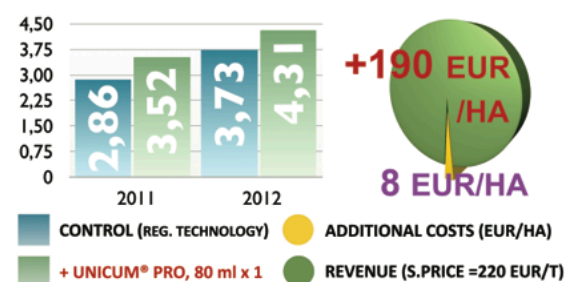 4,50
3,75
3,00
2,25
1,50
0,75
0
2,86
3,52
3,73
4,31
2011
2012
+190 EUR
/HA
8 EUR/HA
CONTROL (REG. TECHNOLOGY)
ADDITIONAL COSTS (EUR/HA)
+ UNICUM® PRO, 80 ml x 1
REVENUE (S.PRICE =220 EUR/T)